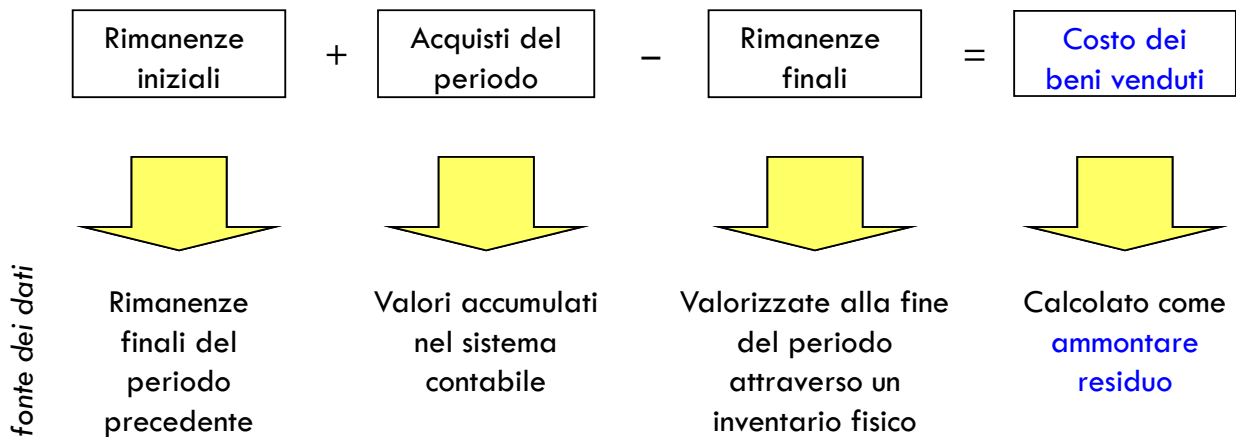 Rimanenze
iniziali
+
Acquisti del
periodo
–
Rimanenze
finali
=
Costo dei
beni venduti
fonte dei dati
Rimanenze
finali del
periodo
precedente
Valori accumulati
nel sistema
contabile
Valorizzate alla fine
del periodo
attraverso un
inventario fisico
Calcolato come
ammontare
residuo